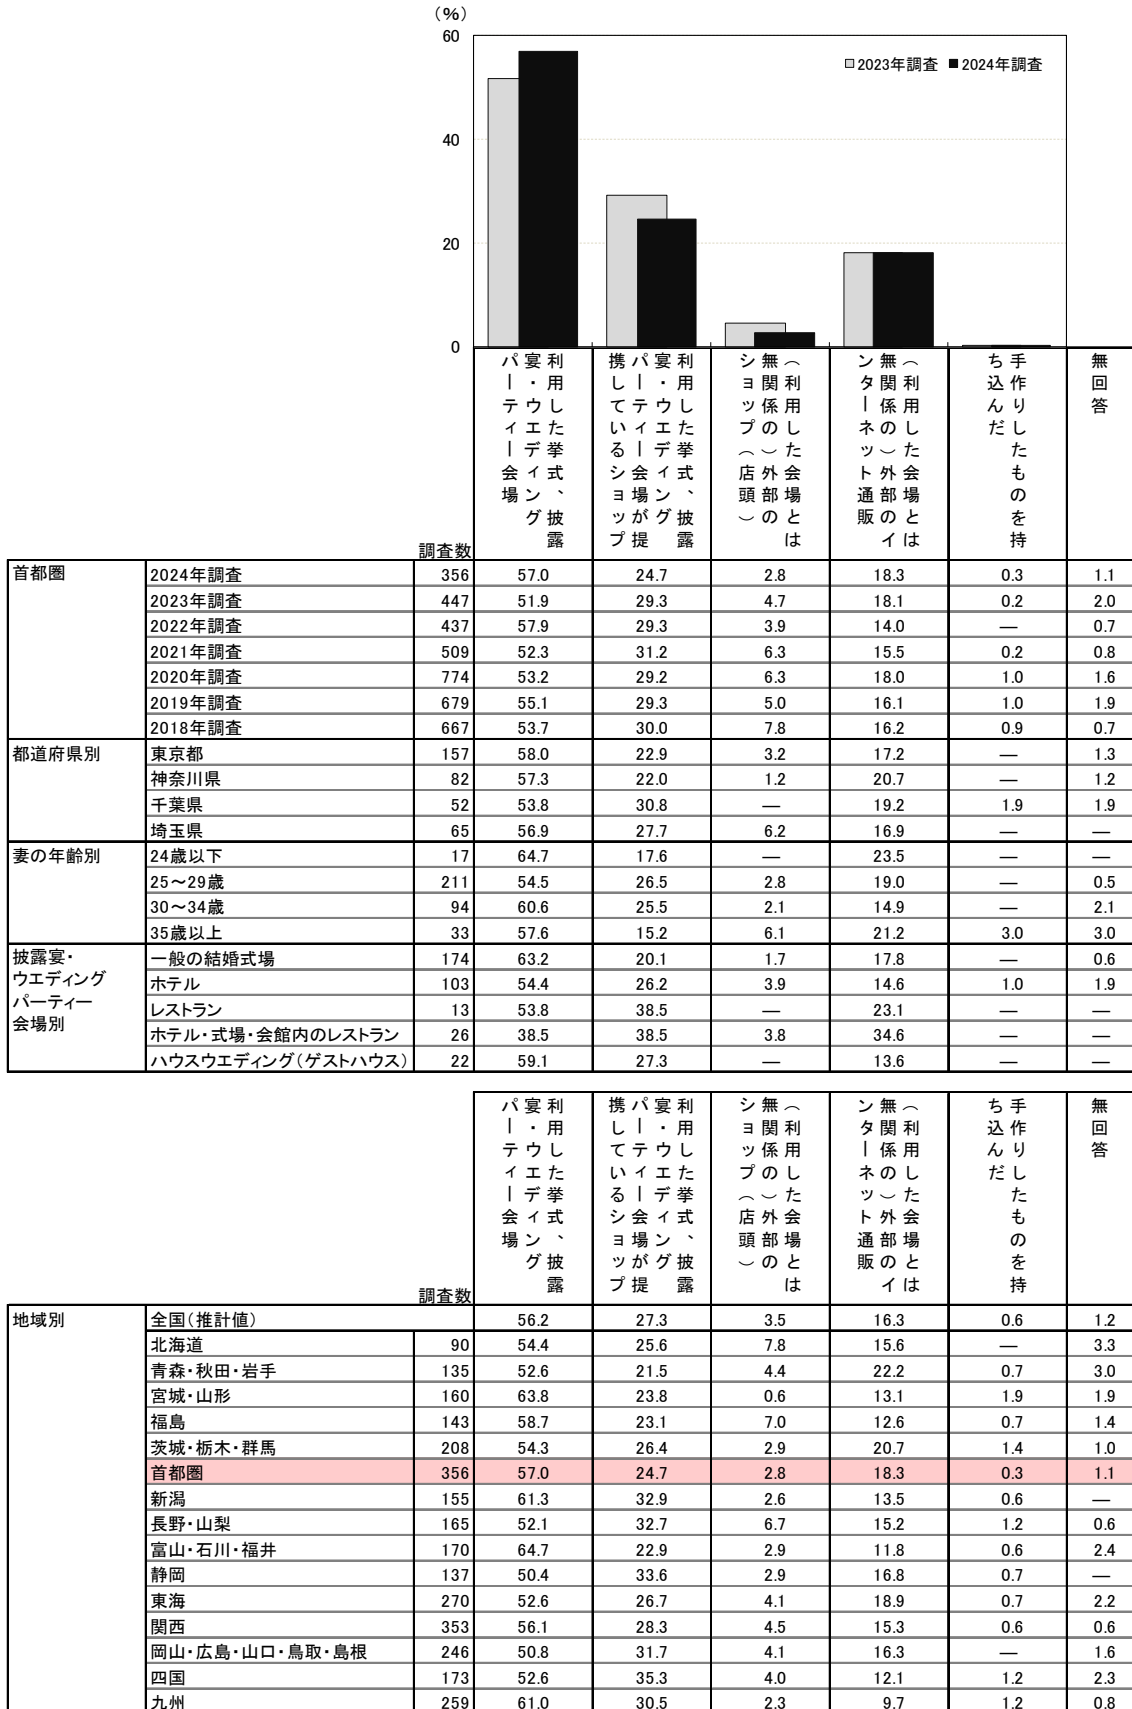 (%)
60
40
20
0
□2023年調査 ■2024年調査
調査数
利用した挙式、披露宴・ウエディングパーティー会場
利用した挙式、披露宴・ウエディングパーティー会場が提携しているショップ
(利用した会場とは無関係の)外部のショップ(店頭)
(利用した会場とは無関係の)外部のインターネット通販
手作りしたものを持ち込んだ
無回答
首都圏 2024年調査 356 57.0 24.7 2.8 18.3 0.3 1.1
2023年調査 447 51.9 29.3 4.7 18.1 0.2 2.0
2022年調査 437 57.9 29.3 3.9 14.0 — 0.7
2021年調査 509 52.3 31.2 6.3 15.5 0.2 0.8
2020年調査 774 53.2 29.2 6.3 18.0 1.0 1.6
2019年調査 679 55.1 29.3 5.0 16.1 1.0 1.9
2018年調査 667 53.7 30.0 7.8 16.2 0.9 0.7
都道府県別 東京都 157 58.0 22.9 3.2 17.2 — 1.3
神奈川県 82 57.3 22.0 1.2 20.7 — 1.2
千葉県 52 53.8 30.8 — 19.2 1.9 1.9
埼玉県 65 56.9 27.7 6.2 16.9 — —
妻の年齢別 24歳以下 17 64.7 17.6 — 23.5 — —
25~29歳 211 54.5 26.5 2.8 19.0 — 0.5
30~34歳 94 60.6 25.5 2.1 14.9 — 2.1
35歳以上 33 57.6 15.2 6.1 21.2 3.0 3.0
披露宴・ウエディングパーティー会場別 一般の結婚式場 174 63.2 20.1 1.7 17.8 — 0.6
ホテル 103 54.4 26.2 3.9 14.6 1.0 1.9
レストラン 13 53.8 38.5 — 23.1 — —
ホテル・式場・会館内のレストラン 26 38.5 38.5 3.8 34.6 — —
ハウスウエディング(ゲストハウス) 22 59.1 27.3 — 13.6 — —
調査数
利用した挙式、披露宴・ウエディングパーティー会場
利用した挙式、披露宴・ウエディングパーティー会場が提携しているショップ
(利用した会場とは無関係の)外部のショップ(店頭)
(利用した会場とは無関係の)外部のインターネット通販
手作りしたものを持ち込んだ
無回答
地域別 全国(推計値) 56.2 27.3 3.5 16.3 0.6 1.2
北海道 90 54.4 25.6 7.8 15.6 — 3.3
青森・秋田・岩手 135 52.6 21.5 4.4 22.2 0.7 3.0
宮城・山形 160 63.8 23.8 0.6 13.1 1.9 1.9
福島 143 58.7 23.1 7.0 12.6 0.7 1.4
茨城・栃木・群馬 208 54.3 26.4 2.9 20.7 1.4 1.0
首都圏 356 57.0 24.7 2.8 18.3 0.3 1.1
新潟 155 61.3 32.9 2.6 13.5 0.6 —
長野・山梨 165 52.1 32.7 6.7 15.2 1.2 0.6
富山・石川・福井 170 64.7 22.9 2.9 11.8 0.6 2.4
静岡 137 50.4 33.6 2.9 16.8 0.7 —
東海 270 52.6 26.7 4.1 18.9 0.7 2.2
関西 353 56.1 28.3 4.5 15.3 0.6 0.6
岡山・広島・山口・鳥取・島根 246 50.8 31.7 4.1 16.3 — 1.6
四国 173 52.6 35.3 4.0 12.1 1.2 2.3
九州 259 61.0 30.5 2.3 9.7 1.2 0.8